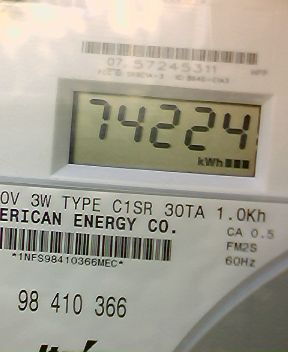 07 57245311
74224
kWh
0V 3W TYPE C1SR 30TA 1.0Kh
ERICAN ENERGY CO.
CA 0.5
FM2S
*1NFS98410366MEC*
60Hz
98 410 366